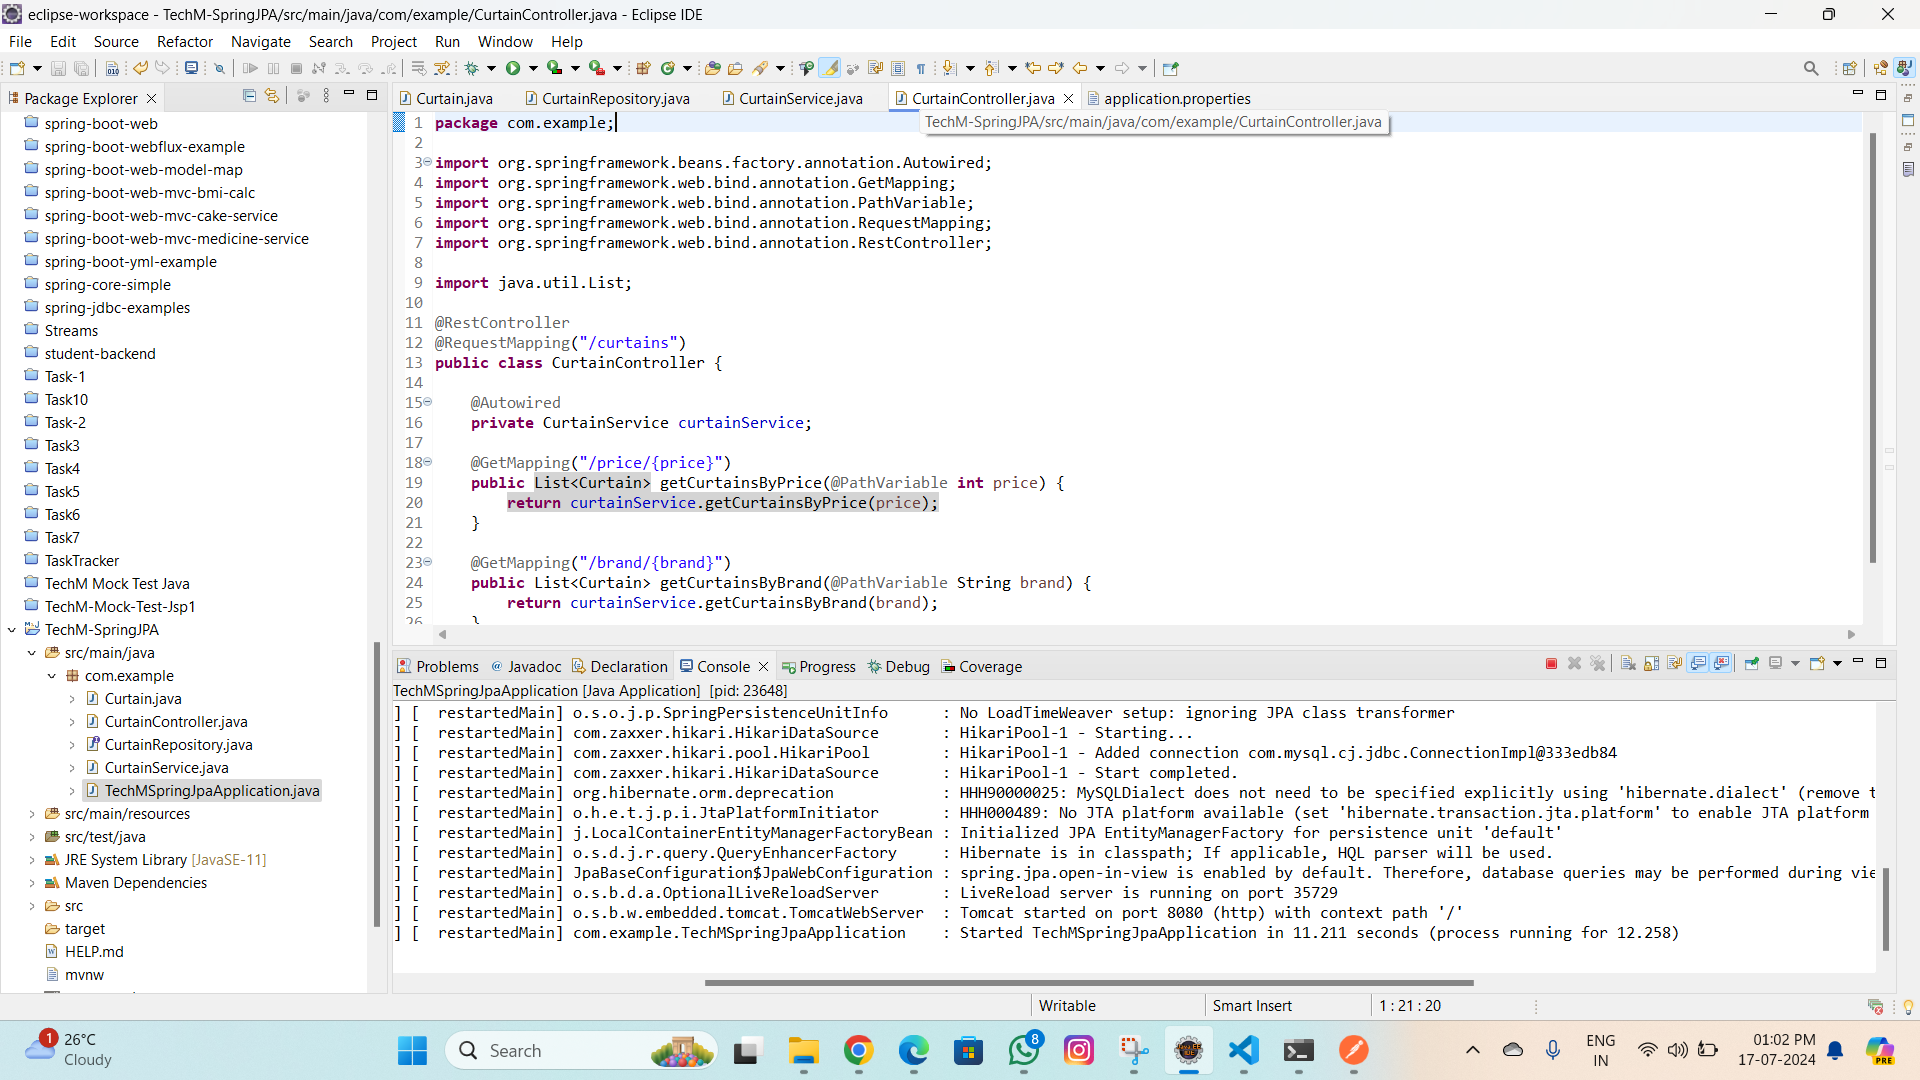 eclipse-workspace - TechM-SpringJPA/src/main/java/com/example/CurtainController.java - Eclipse IDE
File Edit Source Refactor Navigate Search Project Run Window Help
Package Explorer
spring-boot-web
spring-boot-webflux-example
spring-boot-web-model-map
spring-boot-web-mvc-bmi-calc
spring-boot-web-mvc-cake-service
spring-boot-web-mvc-medicine-service
spring-boot-yml-example
spring-core-simple
spring-jdbc-examples
Streams
student-backend
Task-1
Task10
Task-2
Task3
Task4
Task5
Task6
Task7
TaskTracker
TechM Mock Test Java
TechM-Mock-Test-Jsp1
TechM-SpringJPA
src/main/java
com.example
Curtain.java
CurtainController.java
CurtainRepository.java
CurtainService.java
TechMSpringJpaApplication.java
src/main/resources
src/test/java
JRE System Library [JavaSE-11]
Maven Dependencies
src
target
HELP.md
mvnw
Curtain.java CurtainRepository.java CurtainService.java CurtainController.java application.properties
TechM-SpringJPA/src/main/java/com/example/CurtainController.java
1 package com.example;
2
3 import org.springframework.beans.factory.annotation.Autowired;
4 import org.springframework.web.bind.annotation.GetMapping;
5 import org.springframework.web.bind.annotation.PathVariable;
6 import org.springframework.web.bind.annotation.RequestMapping;
7 import org.springframework.web.bind.annotation.RestController;
8
9 import java.util.List;
10
11 @RestController
12 @RequestMapping("/curtains")
13 public class CurtainController {
14
15 @Autowired
16 private CurtainService curtainService;
17
18 @GetMapping("/price/{price}")
19 public List<Curtain> getCurtainsByPrice(@PathVariable int price) {
20 return curtainService.getCurtainsByPrice(price);
21 }
22
23 @GetMapping("/brand/{brand}")
24 public List<Curtain> getCurtainsByBrand(@PathVariable String brand) {
25 return curtainService.getCurtainsByBrand(brand);
26 }
Problems Javadoc Declaration Console Progress Debug Coverage
TechMSpringJpaApplication [Java Application] [pid: 23648]
] [ restartedMain] o.s.o.j.p.SpringPersistenceUnitInfo : No LoadTimeWeaver setup: ignoring JPA class transformer
] [ restartedMain] com.zaxxer.hikari.HikariDataSource : HikariPool-1 - Starting...
] [ restartedMain] com.zaxxer.hikari.pool.HikariPool : HikariPool-1 - Added connection com.mysql.cj.jdbc.ConnectionImpl@333edb84
] [ restartedMain] com.zaxxer.hikari.HikariDataSource : HikariPool-1 - Start completed.
] [ restartedMain] org.hibernate.orm.deprecation : HHH90000025: MySQLDialect does not need to be specified explicitly using 'hibernate.dialect' (remove t
] [ restartedMain] o.h.e.t.j.p.i.JtaPlatformInitiator : HHH000489: No JTA platform available (set 'hibernate.transaction.jta.platform' to enable JTA platform
] [ restartedMain] j.LocalContainerEntityManagerFactoryBean : Initialized JPA EntityManagerFactory for persistence unit 'default'
] [ restartedMain] o.s.d.j.r.query.QueryEnhancerFactory : Hibernate is in classpath; If applicable, HQL parser will be used.
] [ restartedMain] JpaBaseConfiguration$JpaWebConfiguration : spring.jpa.open-in-view is enabled by default. Therefore, database queries may be performed during vie
] [ restartedMain] o.s.b.d.a.OptionalLiveReloadServer : LiveReload server is running on port 35729
] [ restartedMain] o.s.b.w.embedded.tomcat.TomcatWebServer : Tomcat started on port 8080 (http) with context path '/'
] [ restartedMain] com.example.TechMSpringJpaApplication : Started TechMSpringJpaApplication in 11.211 seconds (process running for 12.258)
Writable Smart Insert 1 : 21 : 20
1
26°C
Cloudy
Search
8
ENG
IN
01:02 PM
17-07-2024
PRE